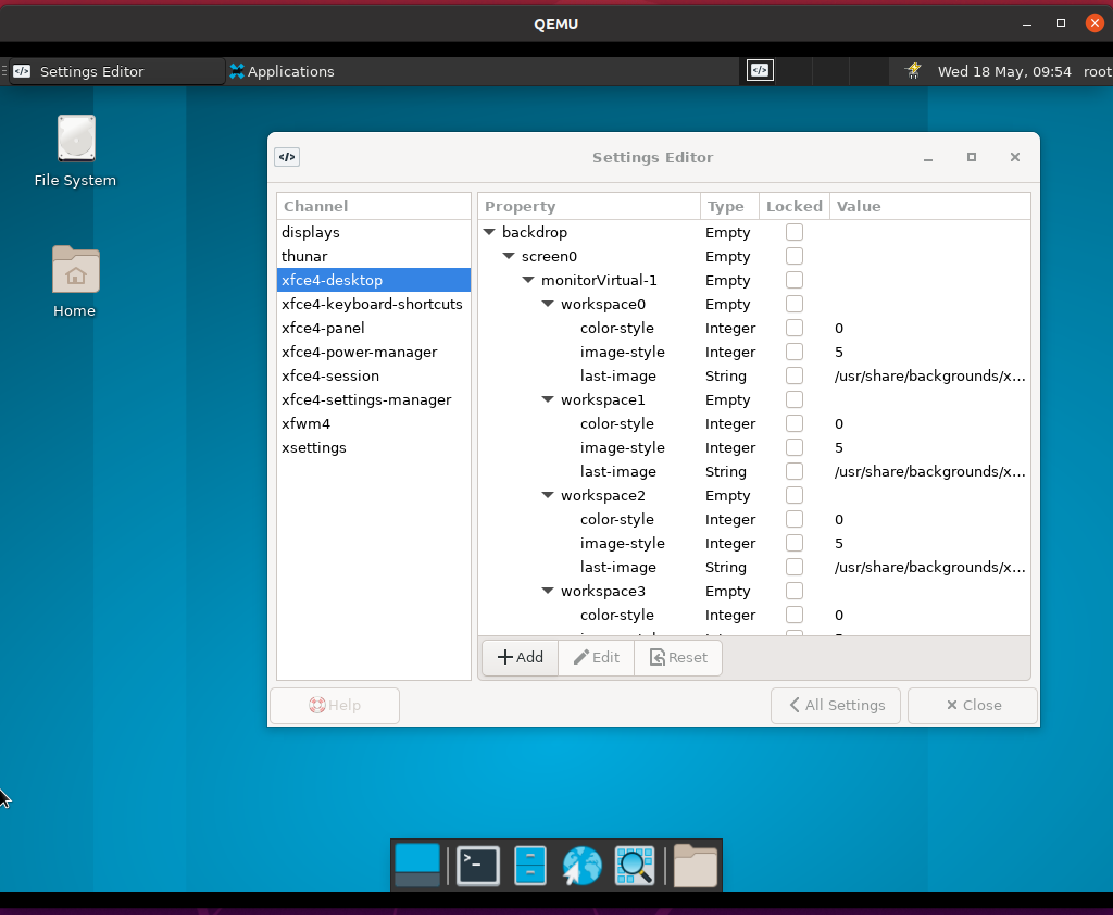 QEMU
</> Settings Editor
Applications
</>
Wed 18 May, 09:54 root
File System
Home
</> Settings Editor
Channel
displays
thunar
xfce4-desktop
xfce4-keyboard-shortcuts
xfce4-panel
xfce4-power-manager
xfce4-session
xfce4-settings-manager
xfwm4
xsettings
Property Type Locked Value
backdrop Empty
screen0 Empty
monitorVirtual-1 Empty
workspace0 Empty
color-style Integer 0
image-style Integer 5
last-image String /usr/share/backgrounds/x...
workspace1 Empty
color-style Integer 0
image-style Integer 5
last-image String /usr/share/backgrounds/x...
workspace2 Empty
color-style Integer 0
image-style Integer 5
last-image String /usr/share/backgrounds/x...
workspace3 Empty
color-style Integer 0
Add Edit Reset
Help All Settings Close
>_